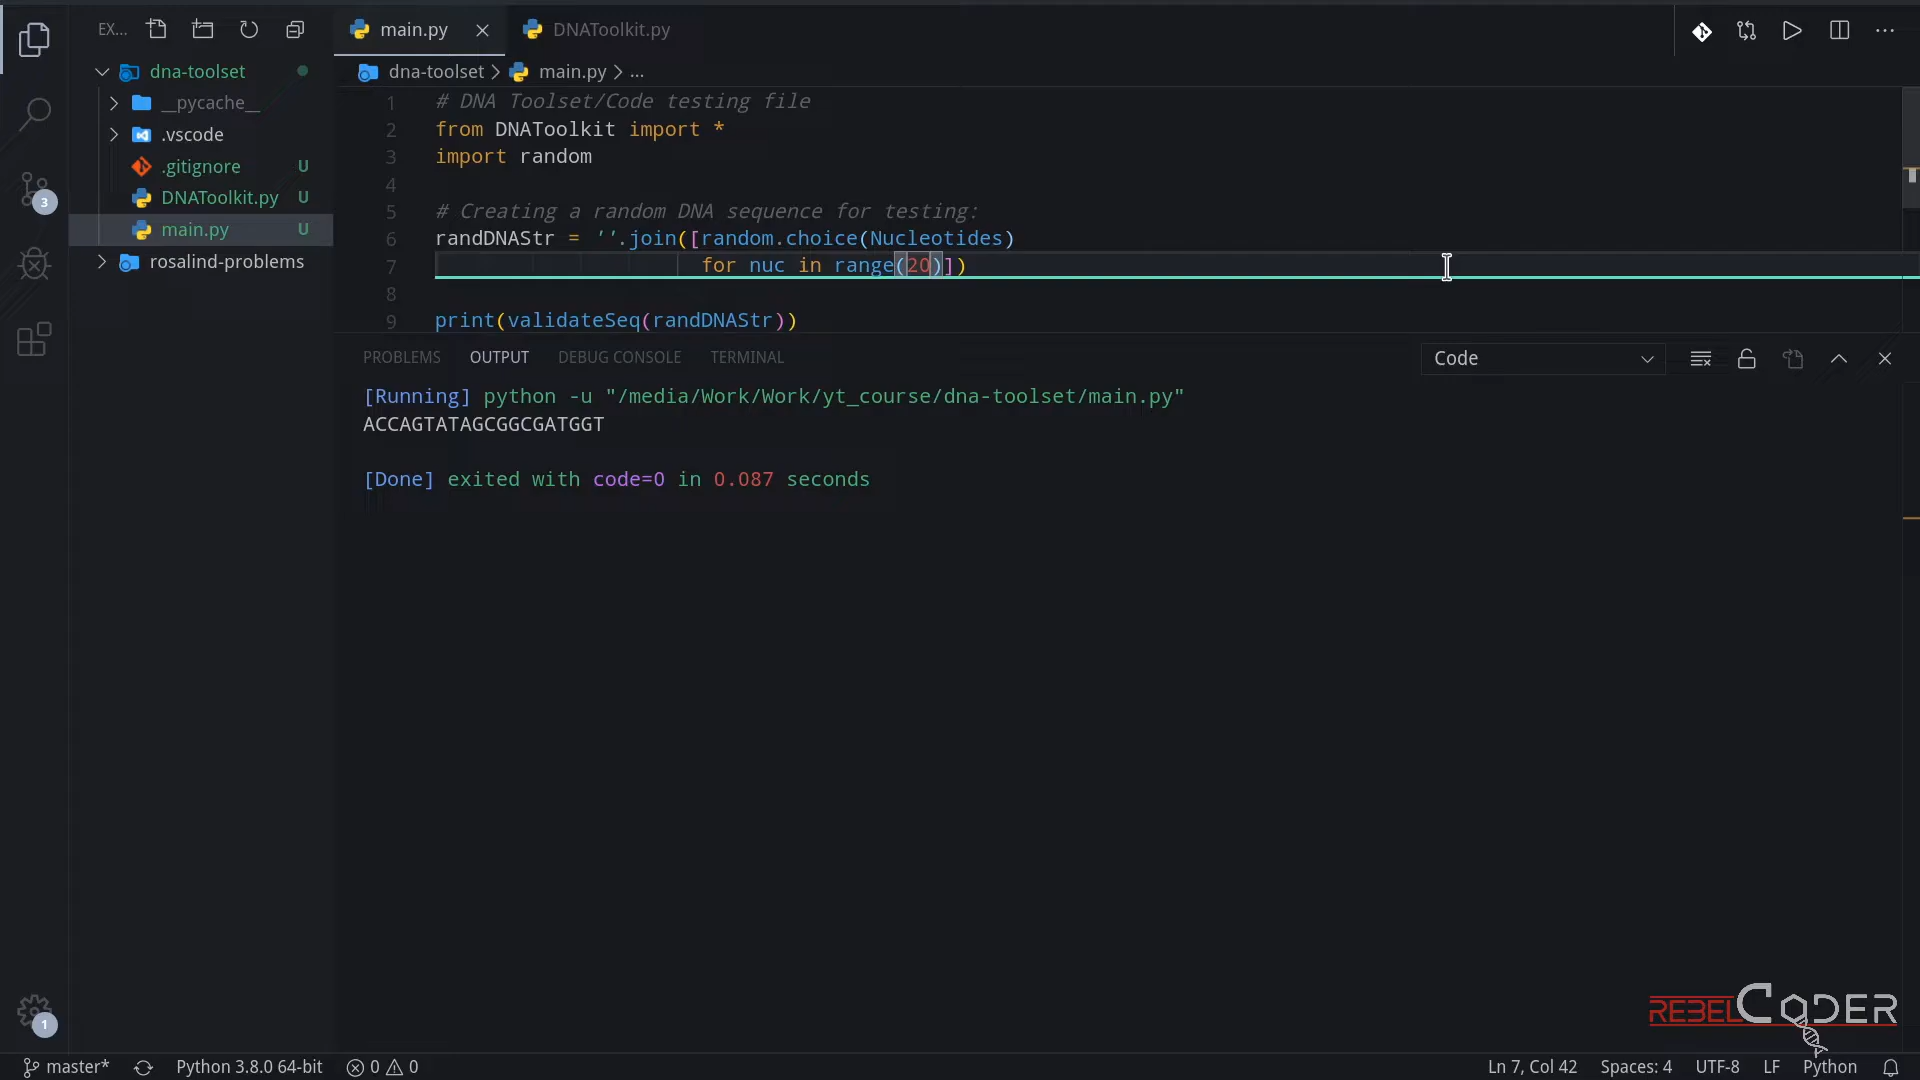 EX...
main.py
DNAToolkit.py
dna-toolset
__pycache__
.vscode
.gitignore U
DNAToolkit.py U
main.py U
rosalind-problems
3
1
dna-toolset > main.py > ...
1 # DNA Toolset/Code testing file
2 from DNAToolkit import *
3 import random
4
5 # Creating a random DNA sequence for testing:
6 randDNAStr = ''.join([random.choice(Nucleotides)
7 for nuc in range(20)])
8
9 print(validateSeq(randDNAStr))
PROBLEMS OUTPUT DEBUG CONSOLE TERMINAL Code
[Running] python -u "/media/Work/Work/yt_course/dna-toolset/main.py"
ACCAGTATAGCGGCGATGGT
[Done] exited with code=0 in 0.087 seconds
REBELCODER
master* Python 3.8.0 64-bit 0 0 Ln 7, Col 42 Spaces: 4 UTF-8 LF Python